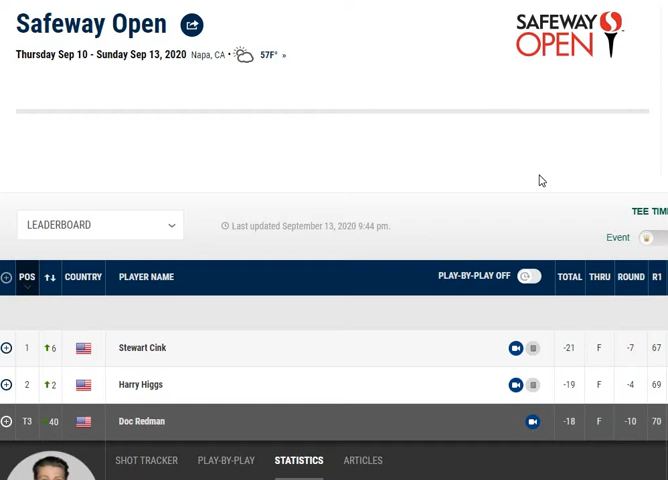 Safeway Open
SAFEWAY
OPEN
Thursday Sep 10 - Sunday Sep 13, 2020 Napa, CA • 57F° »
LEADERBOARD
Last updated September 13, 2020 9:44 pm.
TEE TIM
Event
POS COUNTRY PLAYER NAME PLAY-BY-PLAY OFF TOTAL THRU ROUND R1
1 6 Stewart Cink -21 F -7 67
2 2 Harry Higgs -19 F -4 69
T3 40 Doc Redman -18 F -10 70
SHOT TRACKER PLAY-BY-PLAY STATISTICS ARTICLES